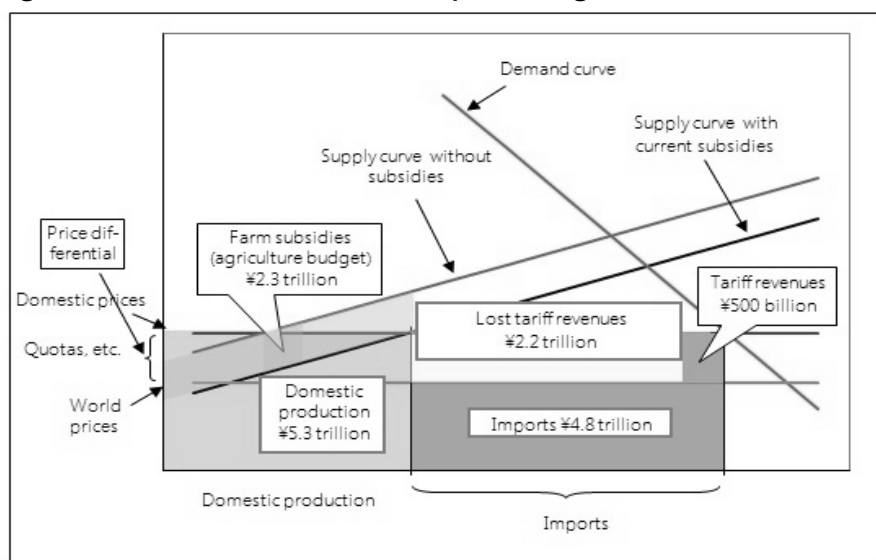 Demand curve
Supply curve with
current subsidies
Supply curve without
subsidies
Price dif-
ferential
Farm subsidies
(agriculture budget)
¥2.3 trillion
Tariff revenues
¥500 billion
Domestic prices
Lost tariff revenues
¥2.2 trillion
Quotas, etc.
World
prices
Domestic
production
¥5.3 trillion
Imports ¥4.8 trillion
Domestic production
Imports